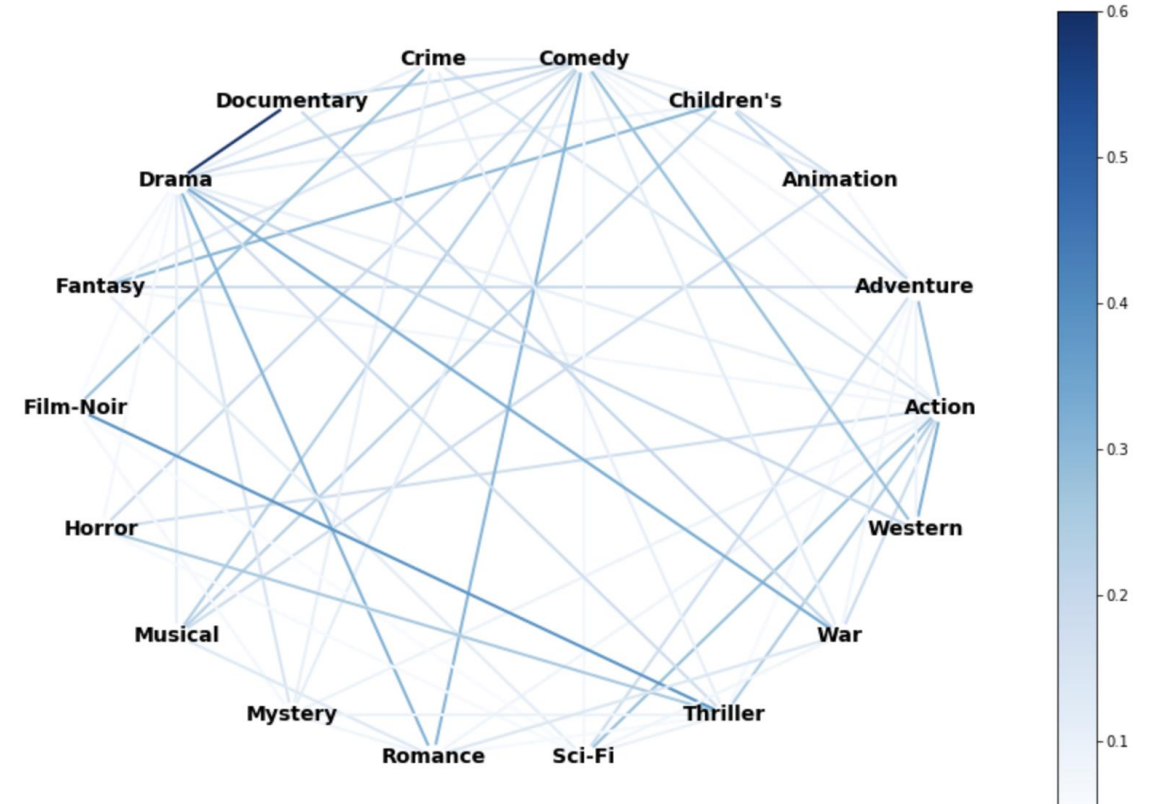 0.6
Crime
Comedy
Documentary
Children's
Drama
Animation
0.5
Fantasy
Adventure
0.4
Film-Noir
Action
0.3
Horror
Western
0.2
Musical
War
Mystery
Thriller
0.1
Romance
Sci-Fi